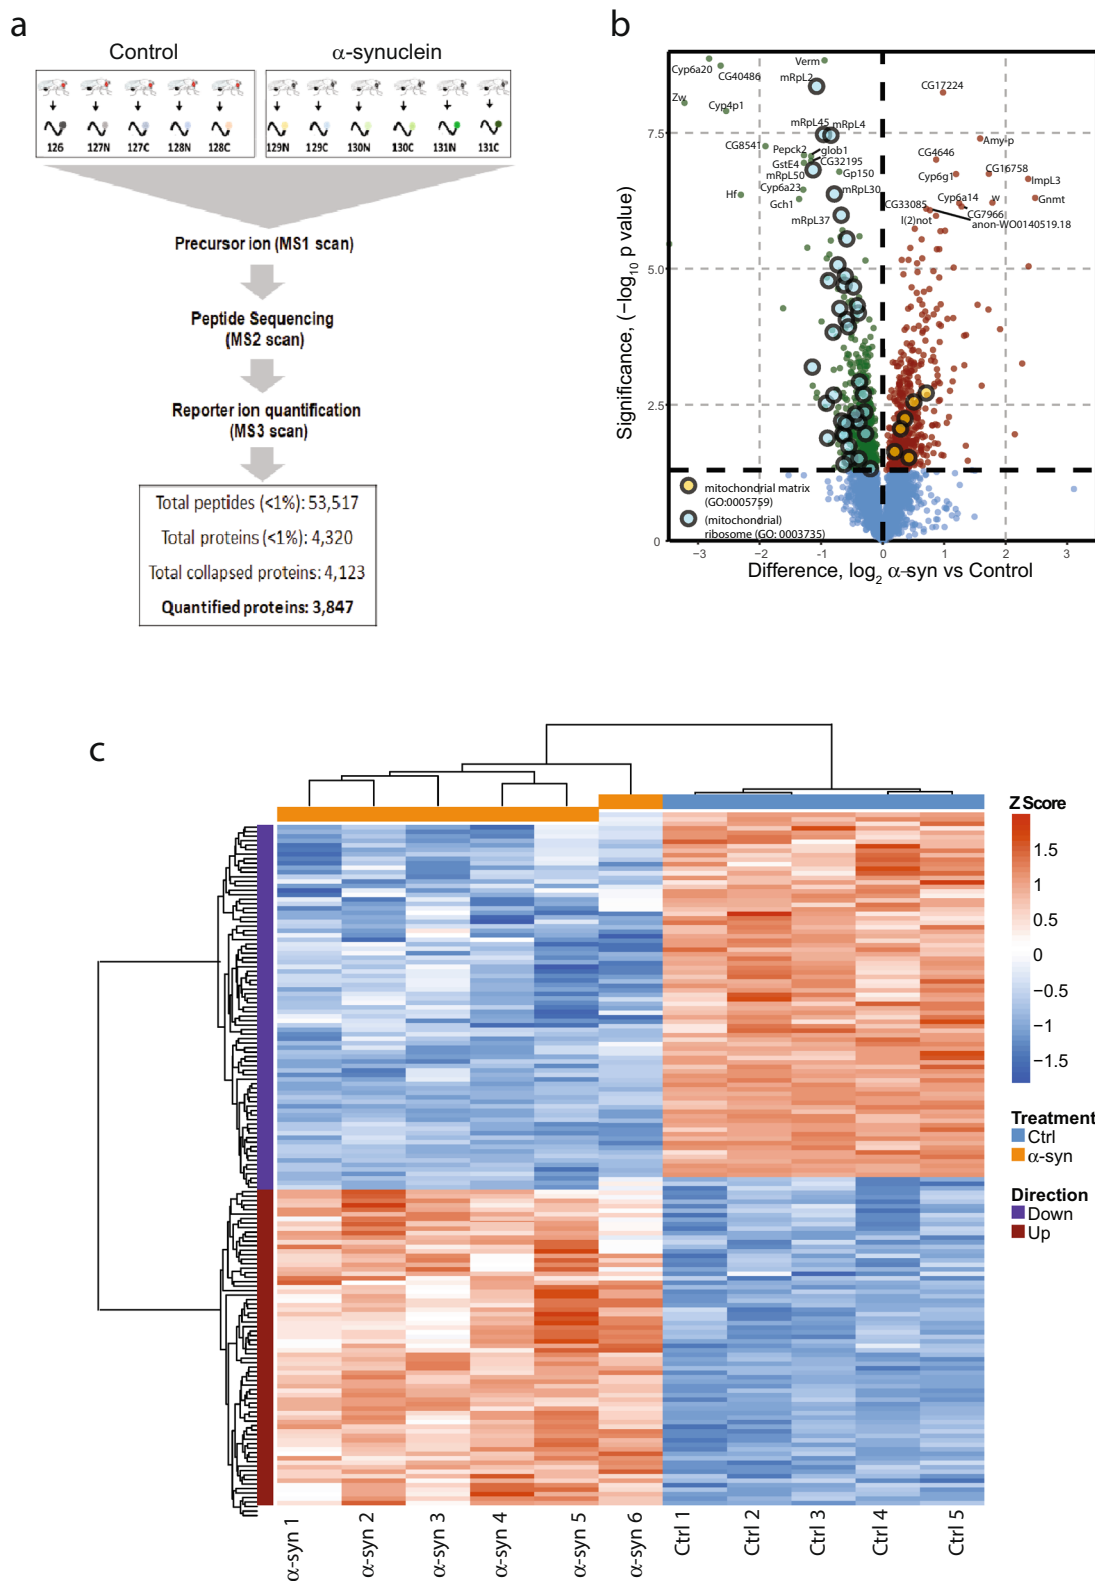 a
Control
α-synuclein
126
127N
127C
128N
128C
129N
129C
130N
130C
131N
131C
Precursor ion (MS1 scan)
Peptide Sequencing
(MS2 scan)
Reporter ion quantification
(MS3 scan)
Total peptides (<1%): 53,517
Total proteins (<1%): 4,320
Total collapsed proteins: 4,123
Quantified proteins: 3,847
b
Significance, (−log10 p value)
7.5
5.0
2.5
0
Cyp6a20
CG40486
Zw
Cyp4p1
CG8541
Hf
Verm
mRpL2
mRpL45
mRpL4
Pepck2
glob1
GstE4
CG32195
mRpL50
Gp150
Cyp6a23
mRpL30
Gch1
mRpL37
CG17224
Amy-p
CG4646
Cyp6g1
CG16758
ImpL3
Cyp6a14
w
Gnmt
CG33085
CG7966
l(2)not
anon-WO0140519.18
mitochondrial matrix
(GO:0005759)
(mitochondrial)
ribosome (GO: 0003735)
−3
−2
-1
0
1
2
3
Difference, log2 α-syn vs Control
c
Z Score
1.5
1
0.5
0
−0.5
−1
−1.5
Treatment
Ctrl
α-syn
Direction
Down
Up
α-syn 1
α-syn 2
α-syn 3
α-syn 4
α-syn 5
α-syn 6
Ctrl 1
Ctrl 2
Ctrl 3
Ctrl 4
Ctrl 5